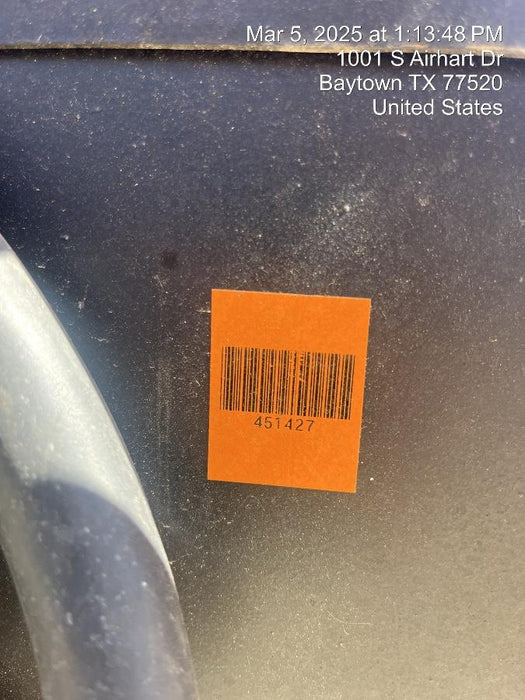 Mar 5, 2025 at 1:13:48 PM
1001 S Airhart Dr
Baytown TX 77520
United States
451427